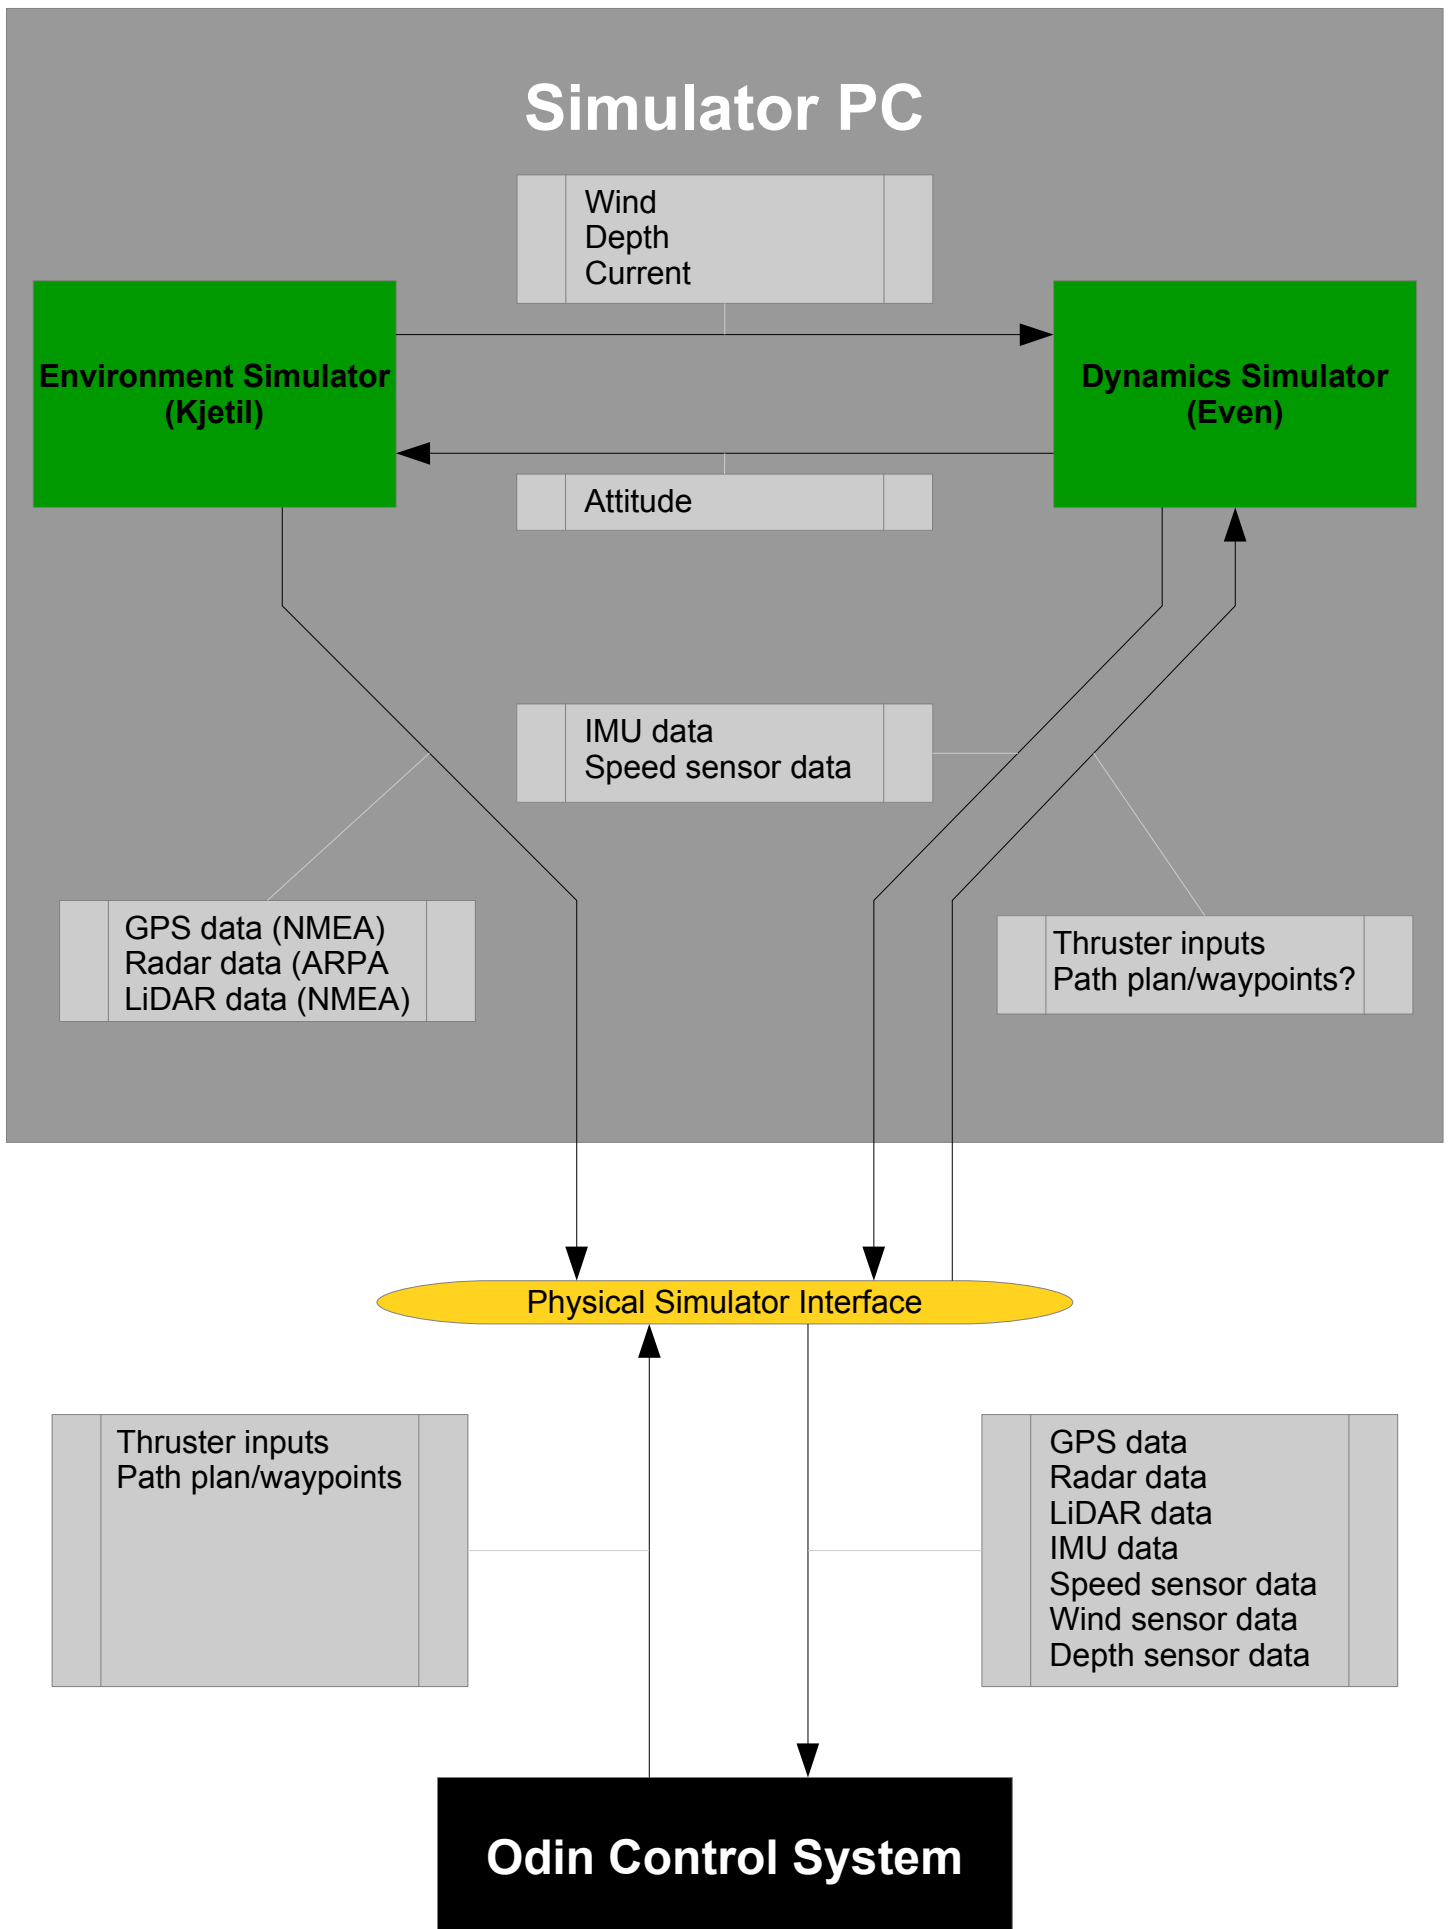 Simulator PC
Wind
Depth
Current
Environment Simulator
(Kjetil)
Dynamics Simulator
(Even)
Attitude
IMU data
Speed sensor data
GPS data (NMEA)
Radar data (ARPA
LiDAR data (NMEA)
Thruster inputs
Path plan/waypoints?
Physical Simulator Interface
Thruster inputs
Path plan/waypoints
GPS data
Radar data
LiDAR data
IMU data
Speed sensor data
Wind sensor data
Depth sensor data
Odin Control System